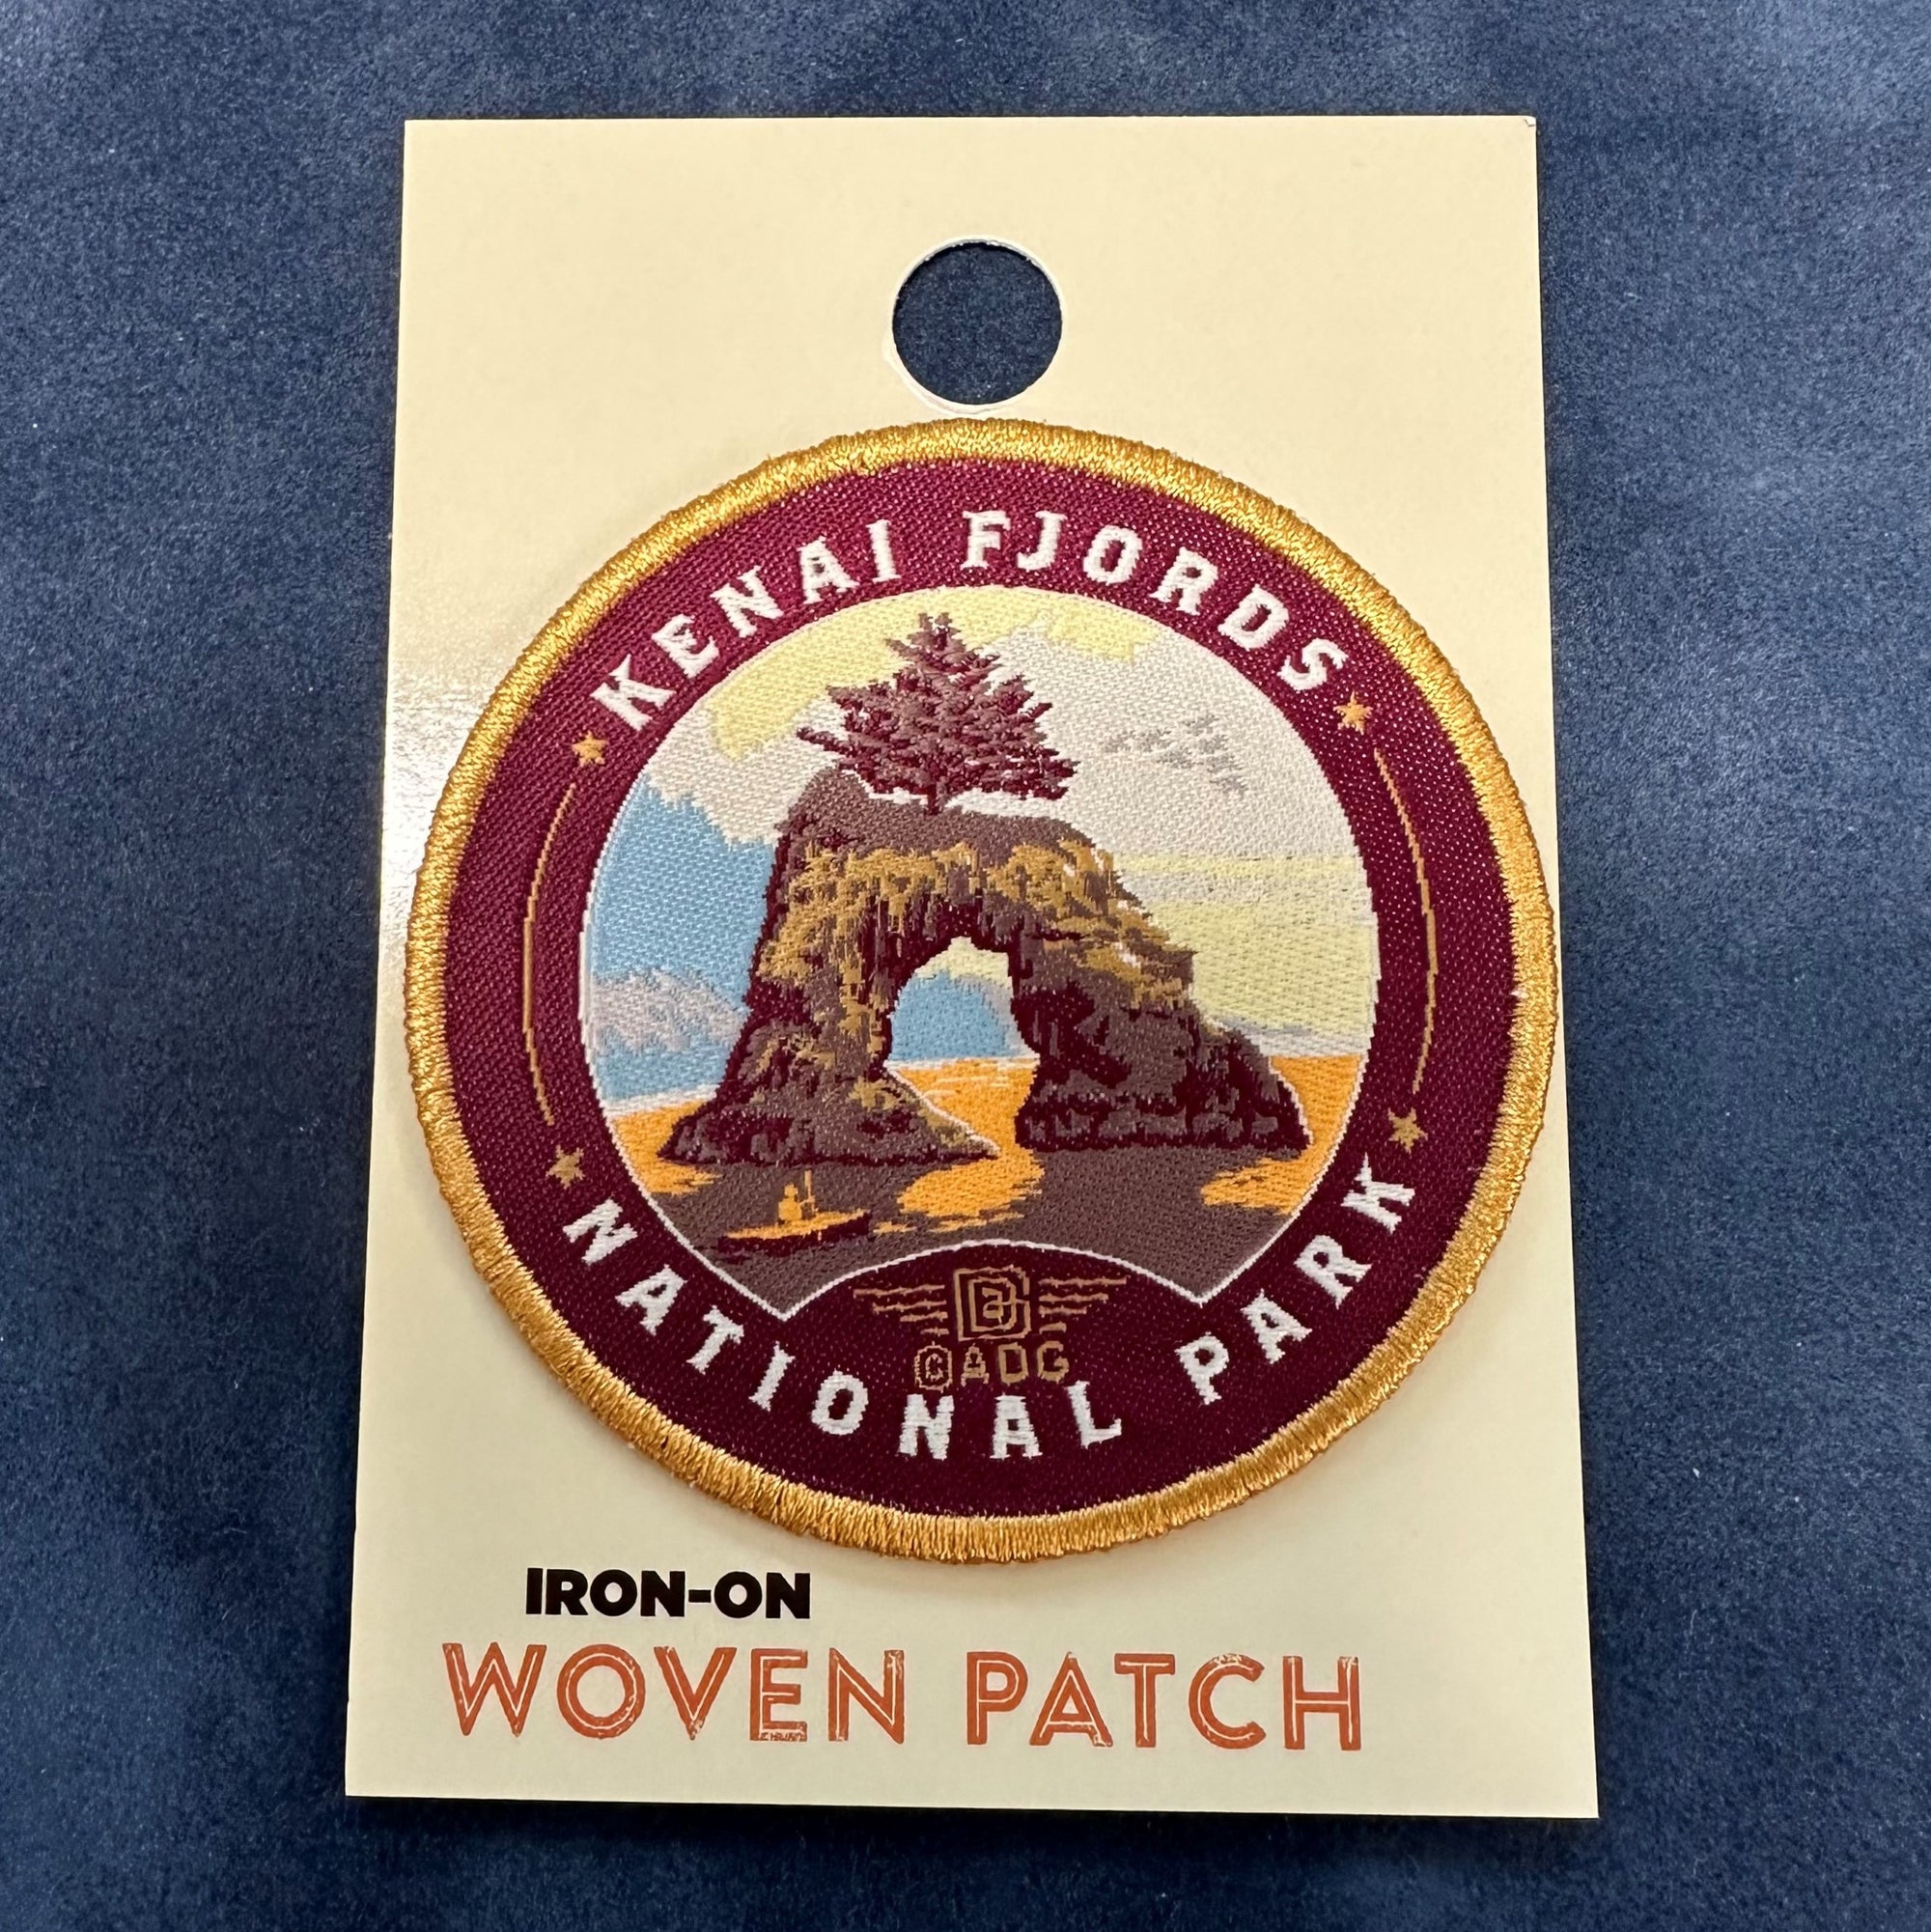 KENAI FJORDS
©ADG
NATIONAL PARK
IRON-ON
WOVEN PATCH